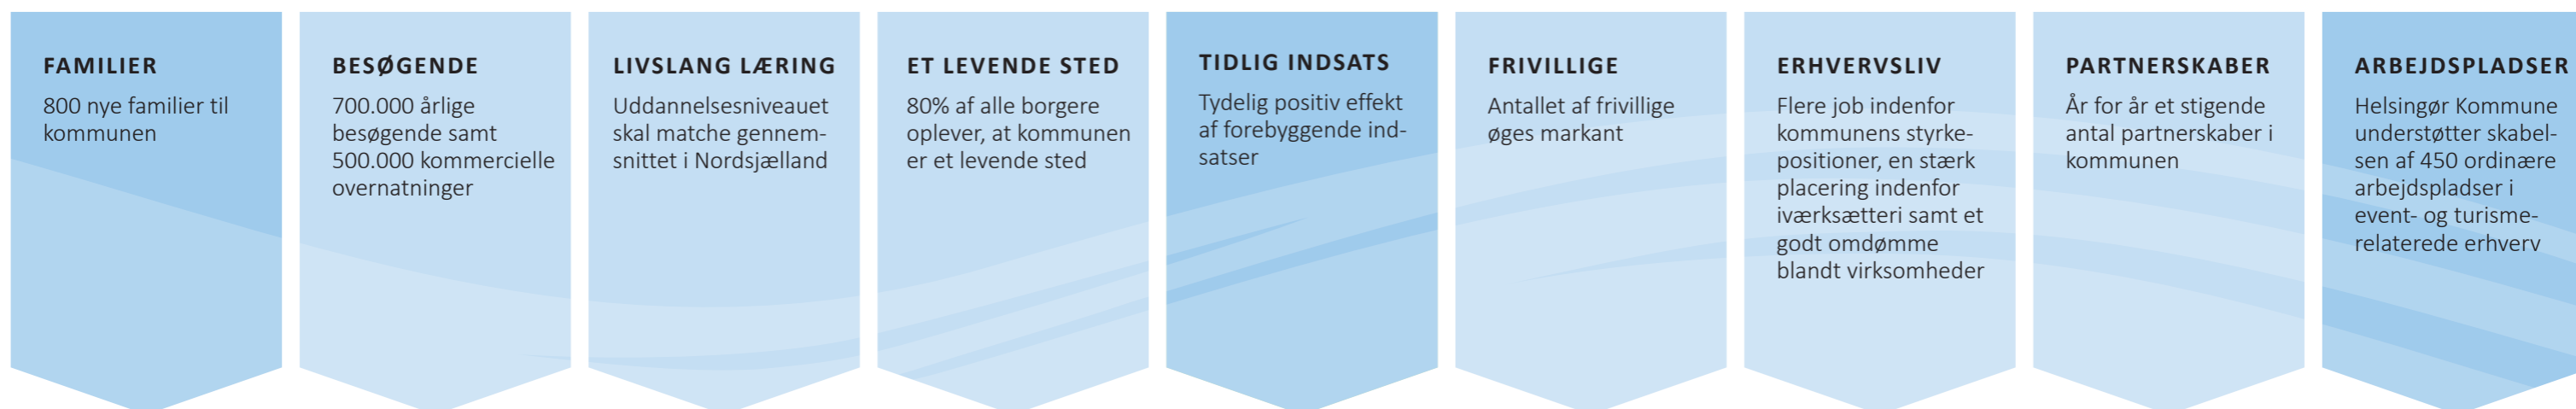 FAMILIER
800 nye familier til
kommunen
BESØGENDE
700.000 årlige
besøgende samt
500.000 kommercielle
overnatninger
LIVSLANG LÆRING
Uddannelsesniveauet
skal matche gennem-
snittet i Nordsjælland
ET LEVENDE STED
80% af alle borgere
oplever, at kommunen
er et levende sted
TIDLIG INDSATS
Tydelig positiv effekt
af forebyggende ind-
satser
FRIVILLIGE
Antallet af frivillige
øges markant
ERHVERVSLIV
Flere job indenfor
kommunens styrke-
positioner, en stærk
placering indenfor
iværksætteri samt et
godt omdømme
blandt virksomheder
PARTNERSKABER
År for år et stigende
antal partnerskaber i
kommunen
ARBEJDSPLADSER
Helsingør Kommune
understøtter skabel-
sen af 450 ordinære
arbejdspladser i
event- og turisme-
relaterede erhverv